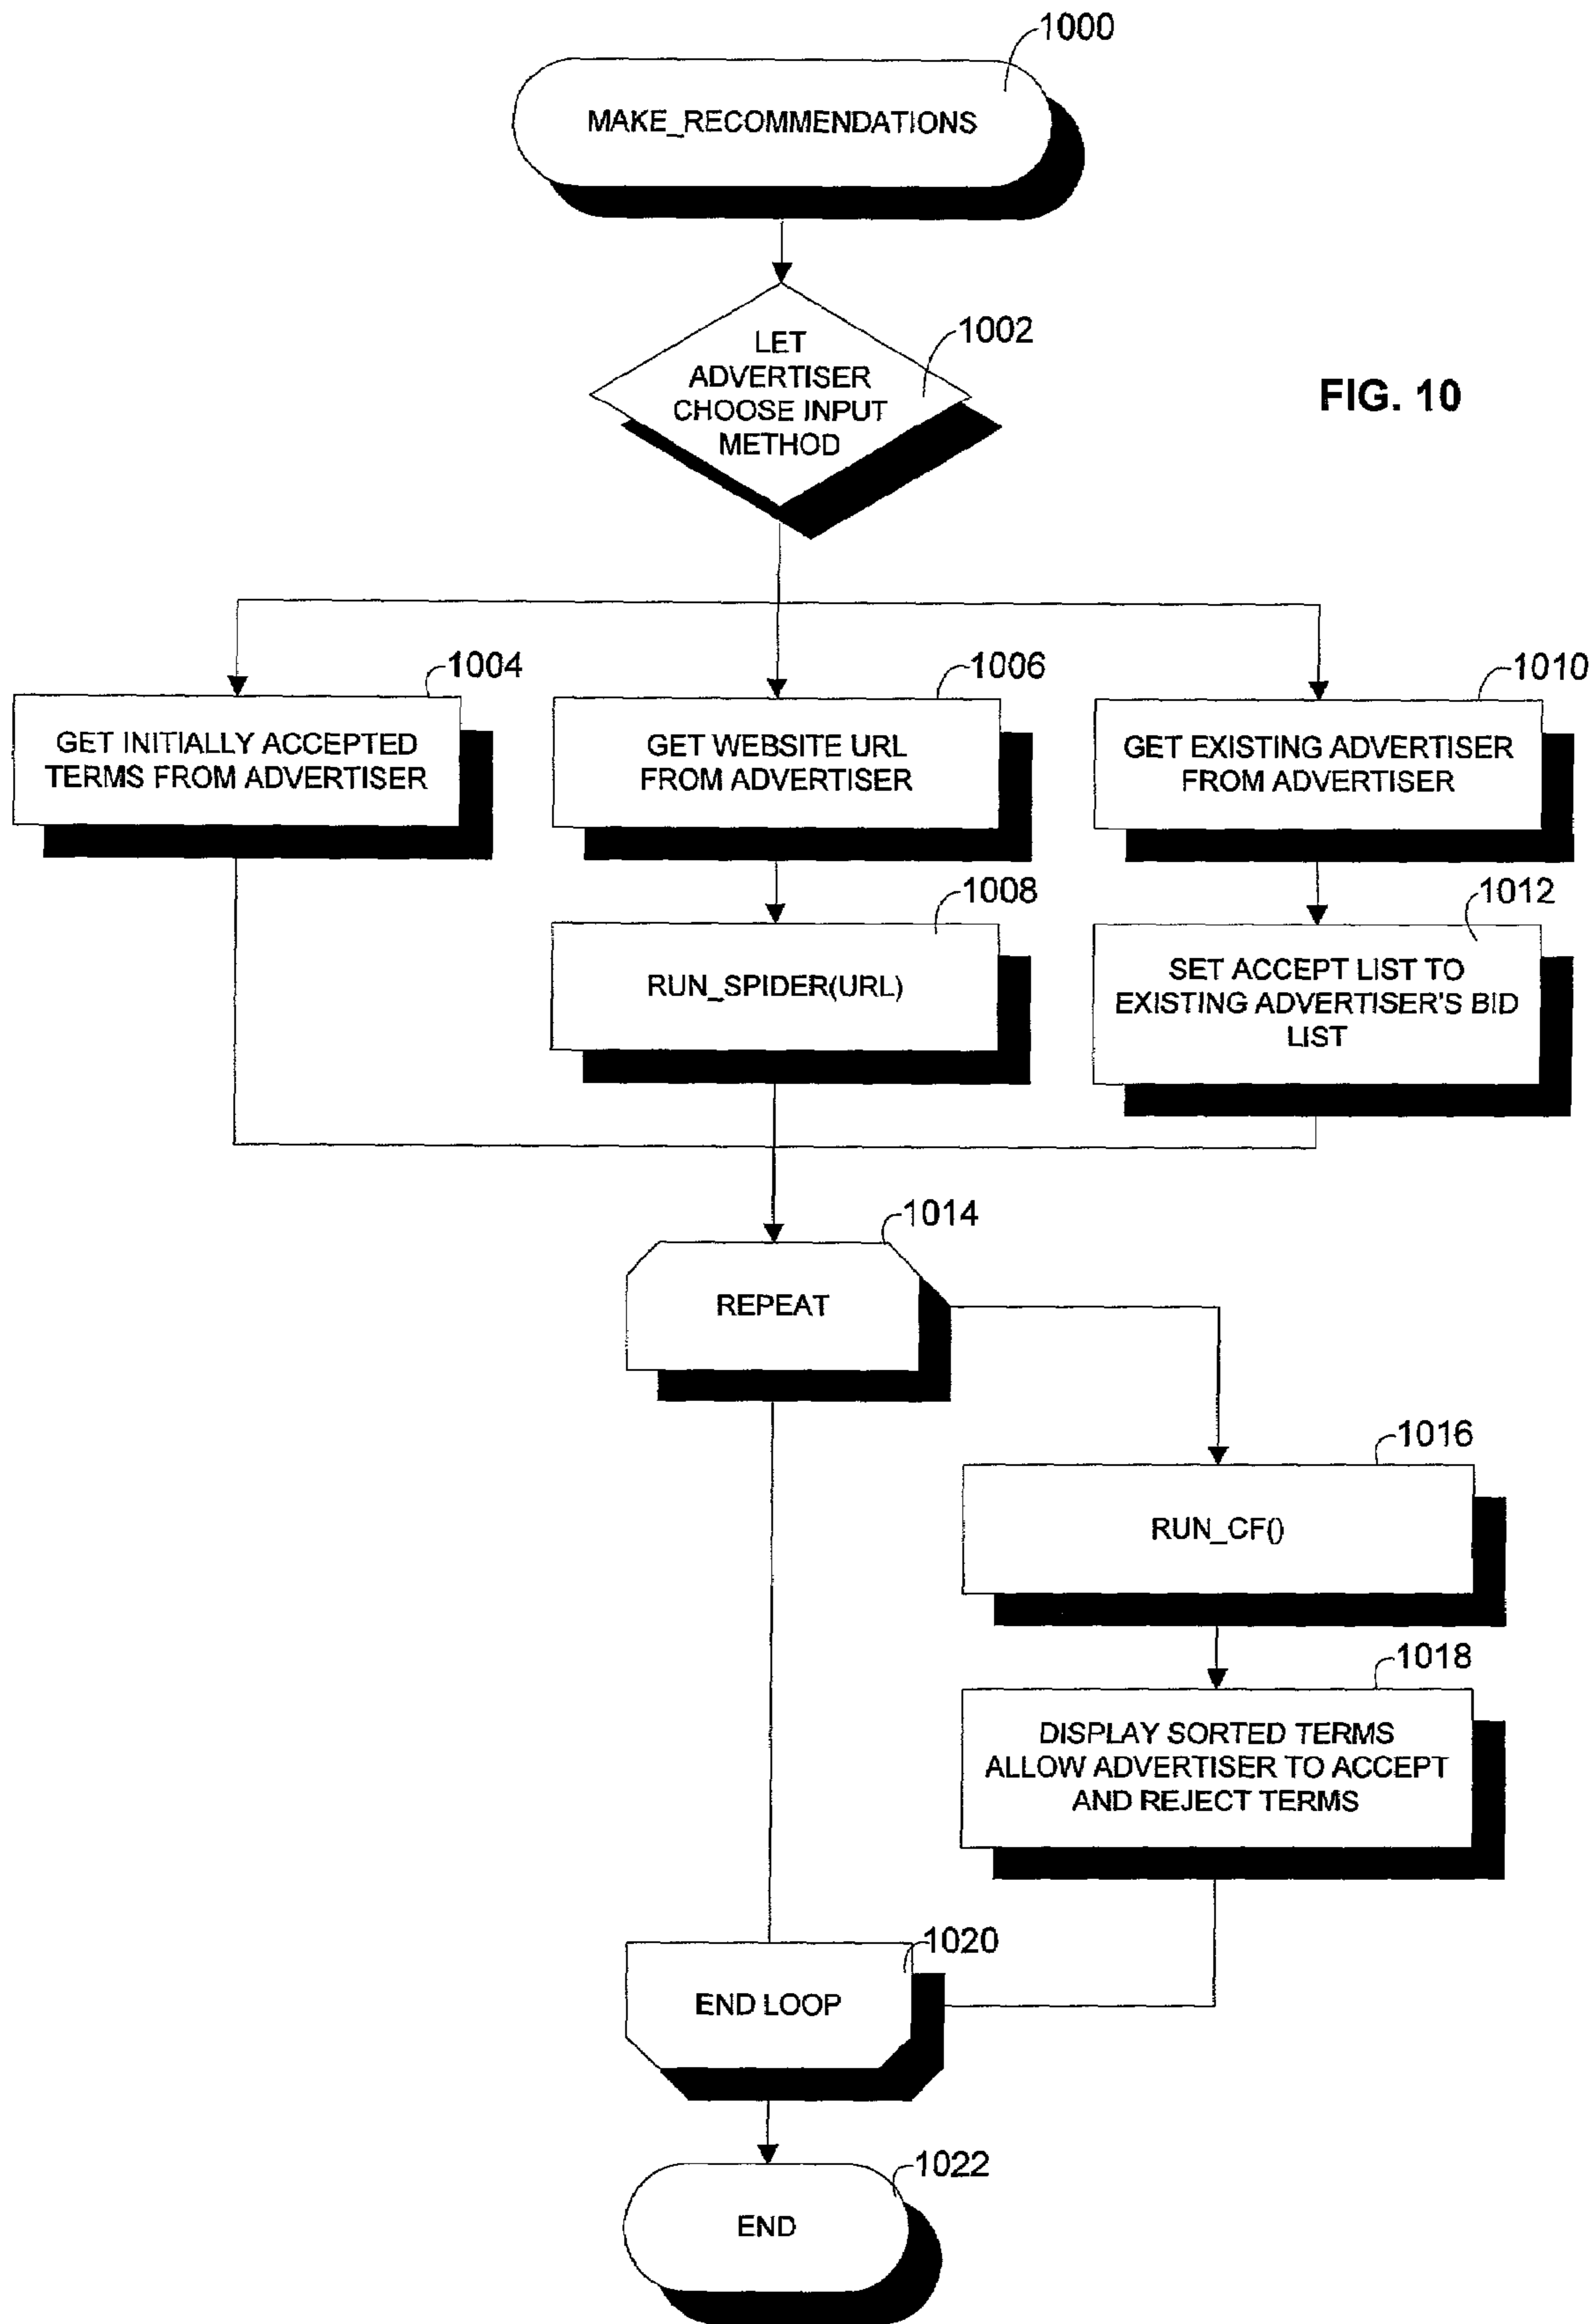 1000
MAKE_RECOMMENDATIONS
1002
LET
ADVERTISER
CHOOSE INPUT
METHOD
FIG. 10
1004
GET INITIALLY ACCEPTED
TERMS FROM ADVERTISER
1006
GET WEBSITE URL
FROM ADVERTISER
1010
GET EXISTING ADVERTISER
FROM ADVERTISER
1008
RUN_SPIDER(URL)
1012
SET ACCEPT LIST TO
EXISTING ADVERTISER'S BID
LIST
1014
REPEAT
1016
RUN_CF()
1018
DISPLAY SORTED TERMS
ALLOW ADVERTISER TO ACCEPT
AND REJECT TERMS
1020
END LOOP
1022
END